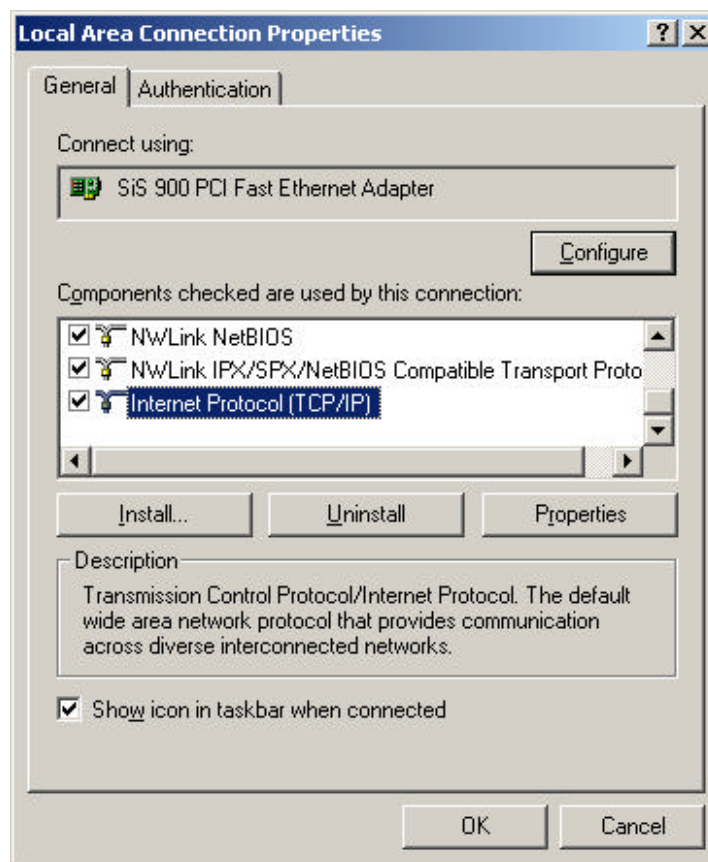 Local Area Connection Properties
General
Authentication
Connect using:
SiS 900 PCI Fast Ethernet Adapter
Configure
Components checked are used by this connection:
NWLink NetBIOS
NWLink IPX/SPX/NetBIOS Compatible Transport Proto
Internet Protocol (TCP/IP)
Install...
Uninstall
Properties
Description
Transmission Control Protocol/Internet Protocol. The default
wide area network protocol that provides communication
across diverse interconnected networks.
Show icon in taskbar when connected
OK
Cancel